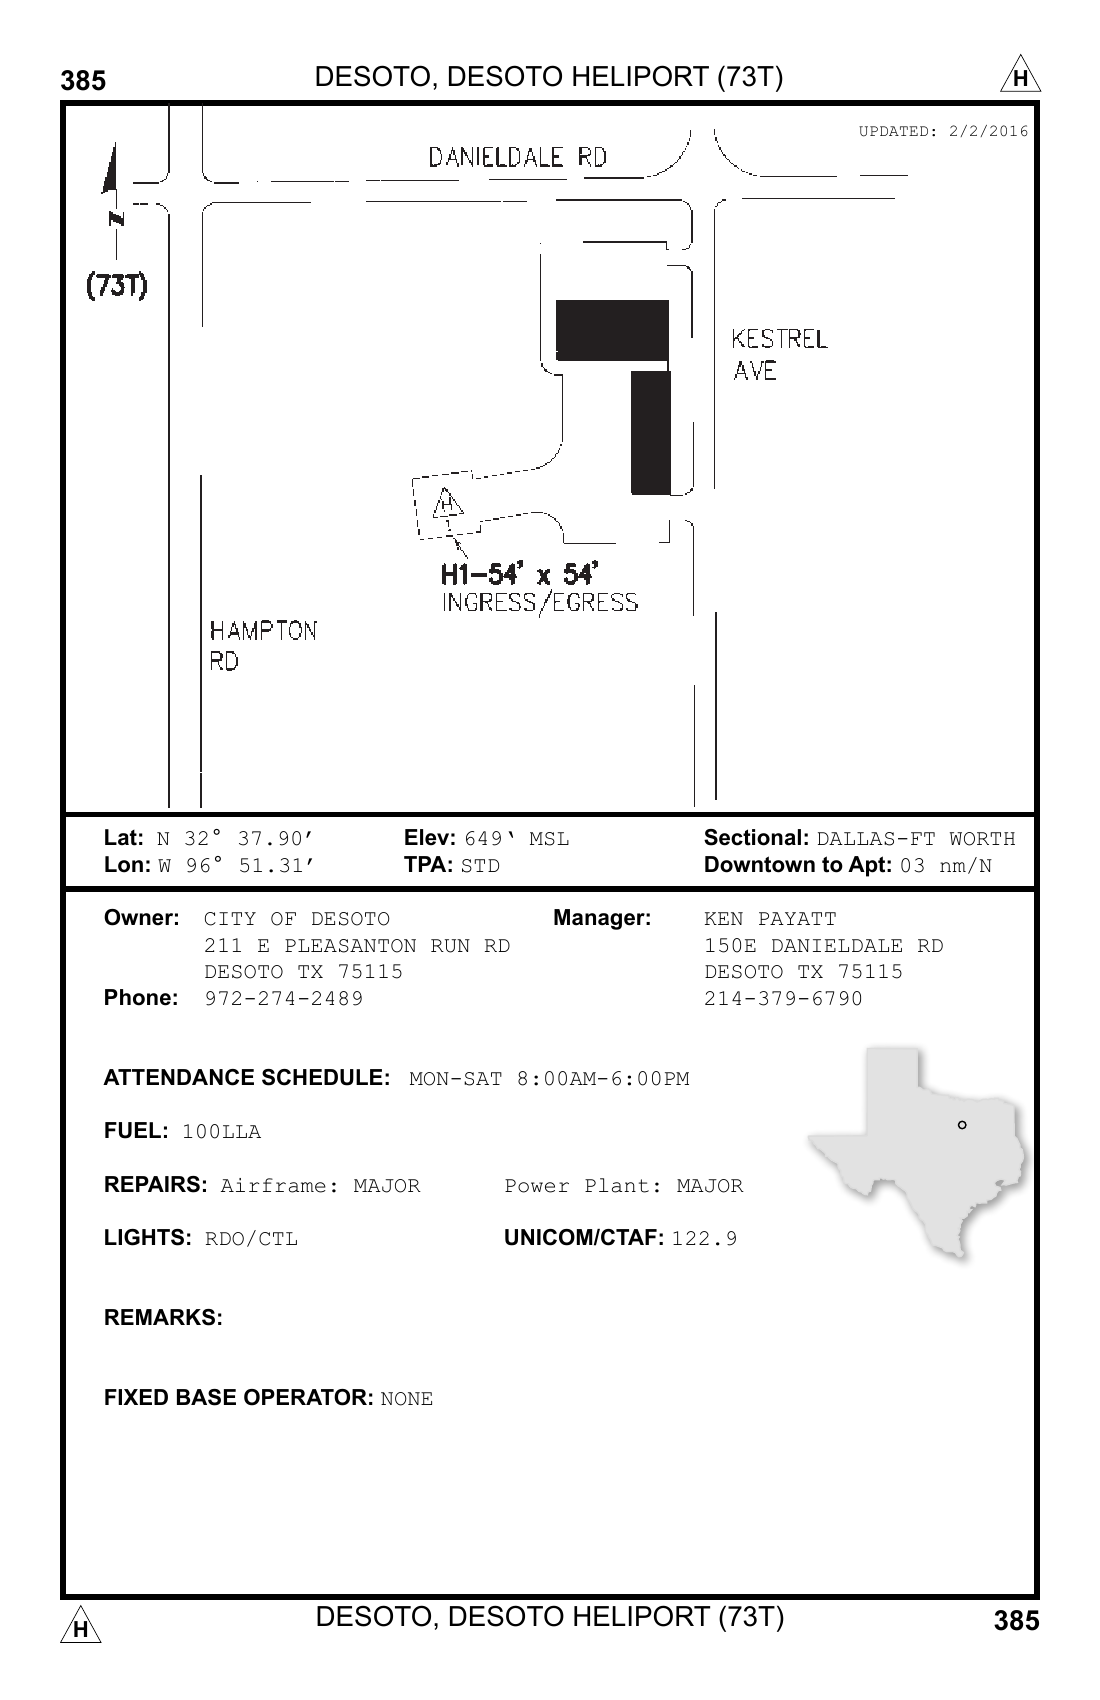 385
DESOTO, DESOTO HELIPORT (73T)
H
UPDATED: 2/2/2016
DANIELDALE RD
N
(73T)
KESTREL
AVE
H
H1-54' x 54'
INGRESS/EGRESS
HAMPTON
RD
Lat: N 32° 37.90’ Elev: 649‘ MSL Sectional: DALLAS-FT WORTH
Lon: W 96° 51.31’ TPA: STD Downtown to Apt: 03 nm/N
Owner: CITY OF DESOTO Manager: KEN PAYATT
211 E PLEASANTON RUN RD 150E DANIELDALE RD
DESOTO TX 75115 DESOTO TX 75115
Phone: 972-274-2489 214-379-6790
ATTENDANCE SCHEDULE: MON-SAT 8:00AM-6:00PM
FUEL: 100LLA
REPAIRS: Airframe: MAJOR Power Plant: MAJOR
LIGHTS: RDO/CTL UNICOM/CTAF: 122.9
REMARKS:
FIXED BASE OPERATOR: NONE
H
DESOTO, DESOTO HELIPORT (73T)
385